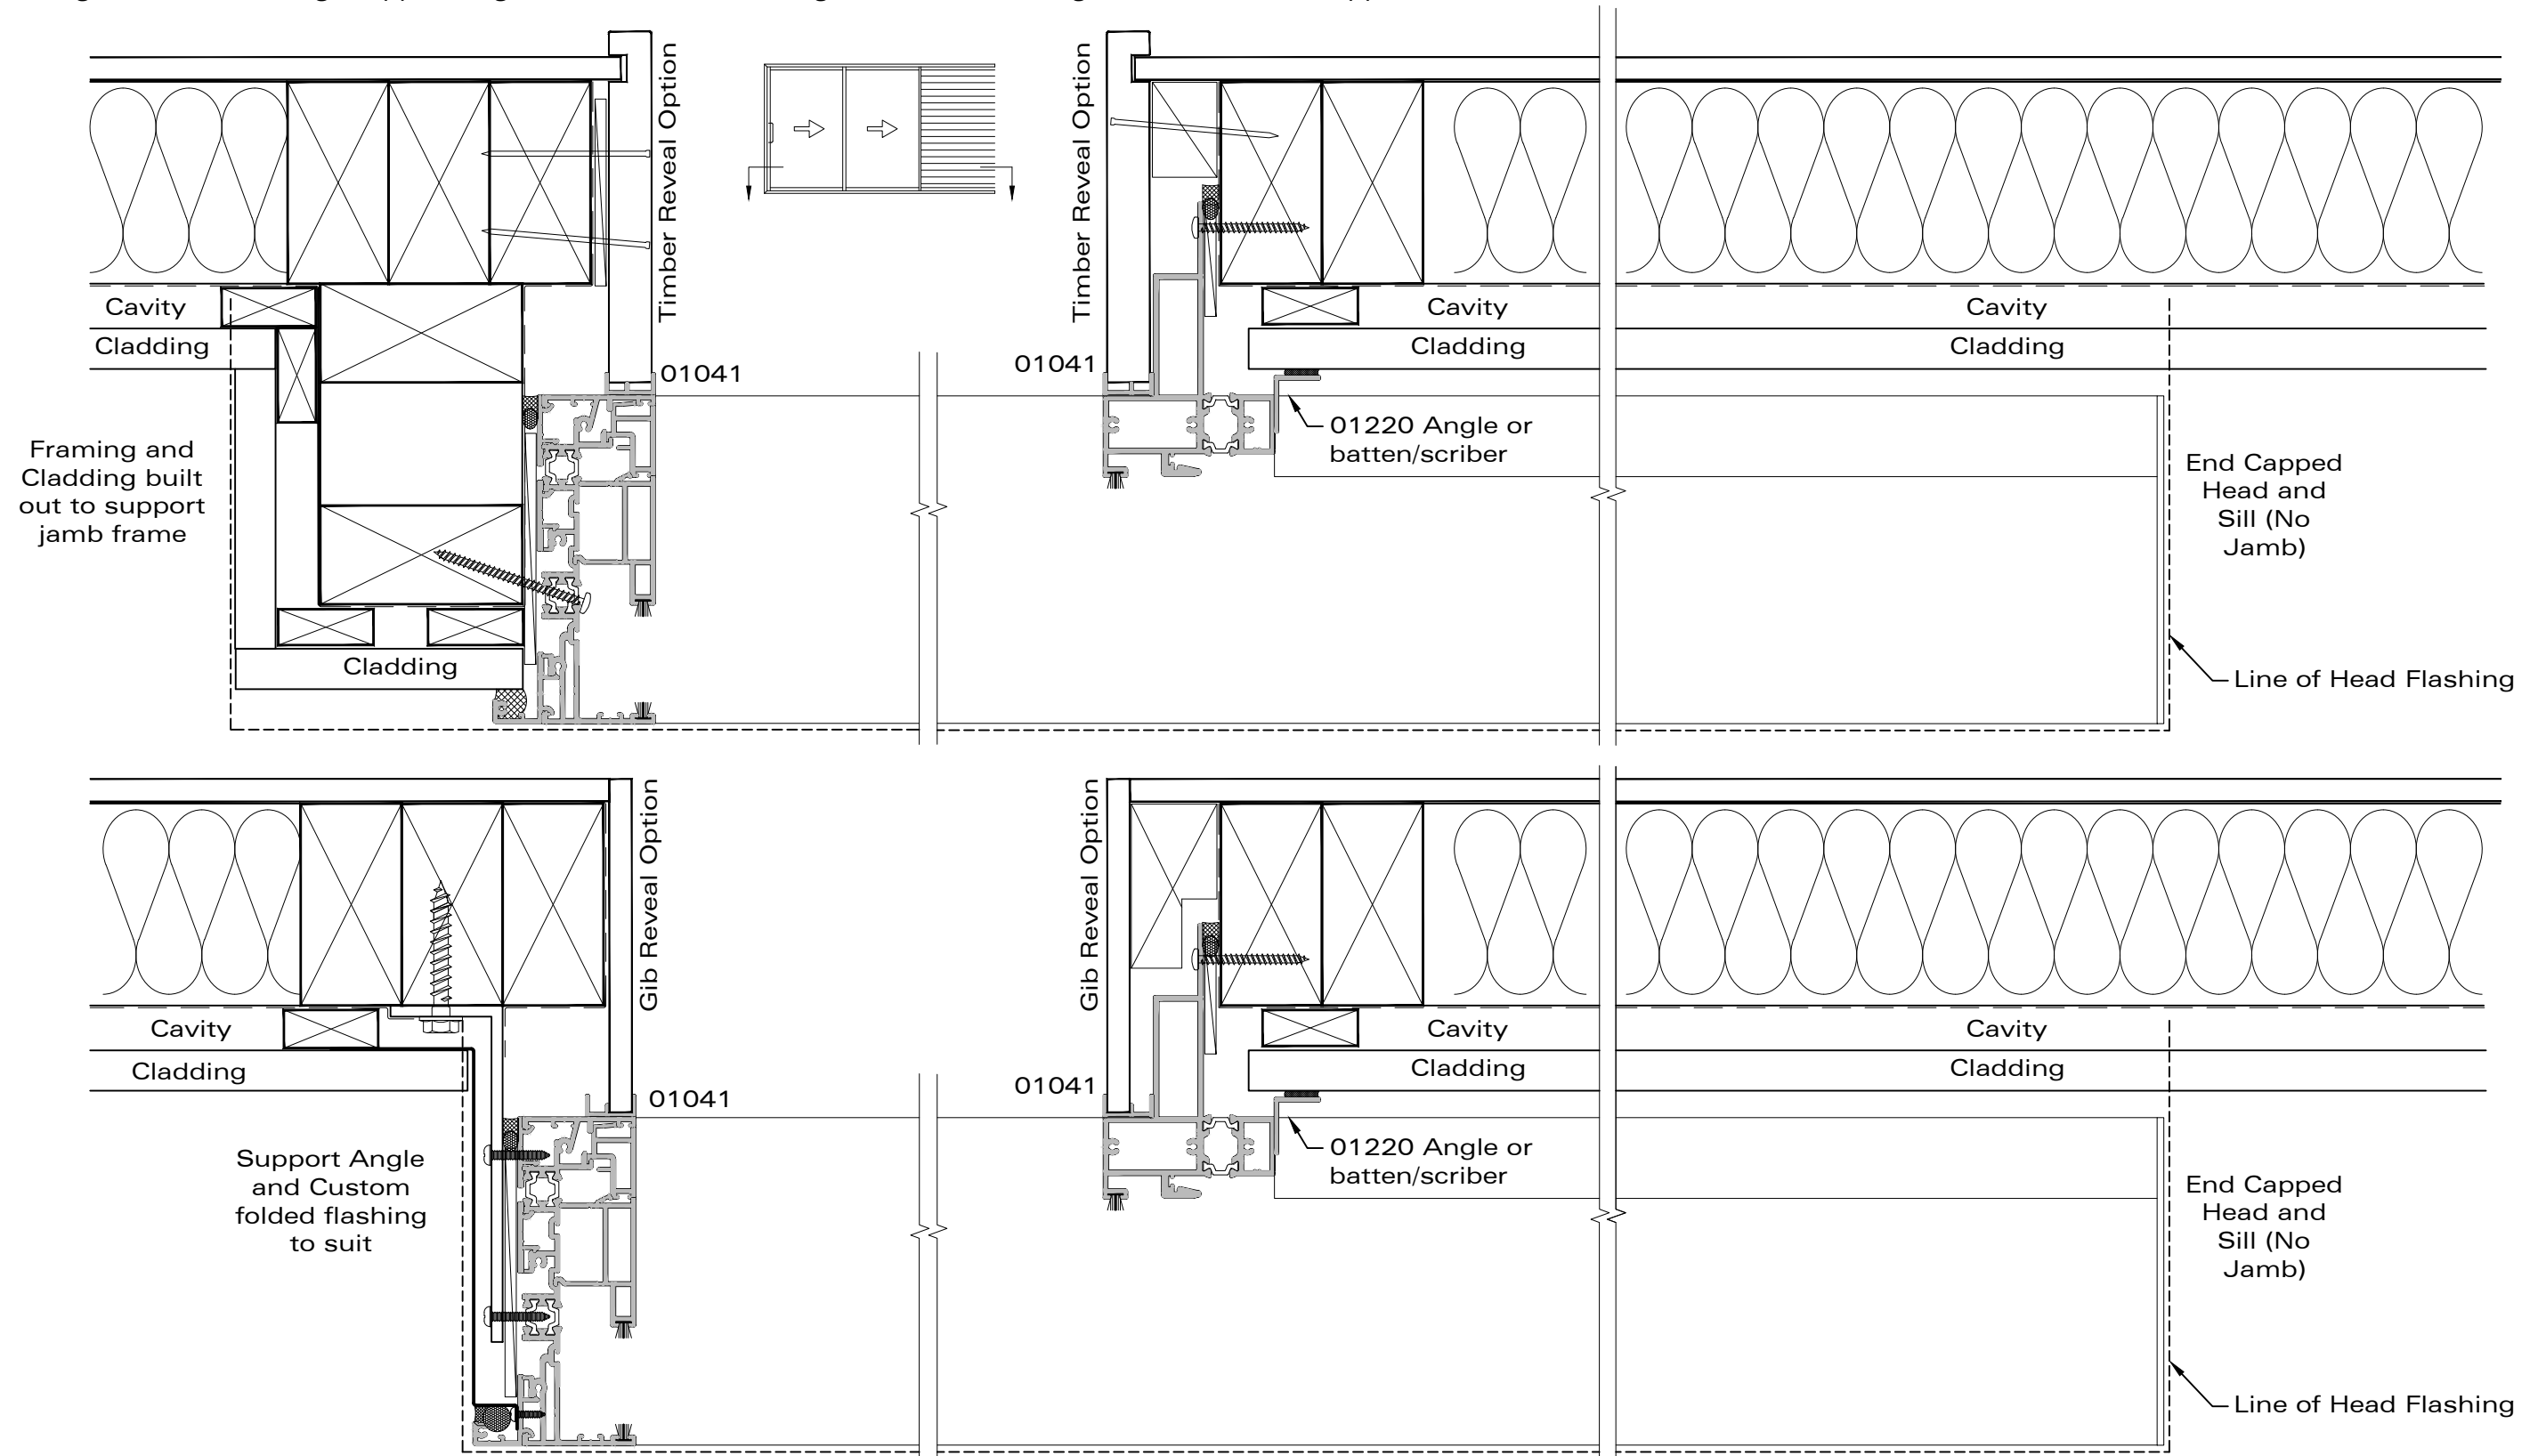 Timber Reveal Option
Timber Reveal Option
Cavity
Cladding
Cavity
Cladding
Cavity
Cladding
01041
01041
01220 Angle or
batten/scriber
Framing and
Cladding built
out to support
jamb frame
End Capped
Head and
Sill (No
Jamb)
Cladding
Line of Head Flashing
Gib Reveal Option
Gib Reveal Option
Cavity
Cladding
Cavity
Cladding
Cavity
Cladding
01041
01041
01220 Angle or
batten/scriber
Support Angle
and Custom
folded flashing
to suit
End Capped
Head and
Sill (No
Jamb)
Line of Head Flashing